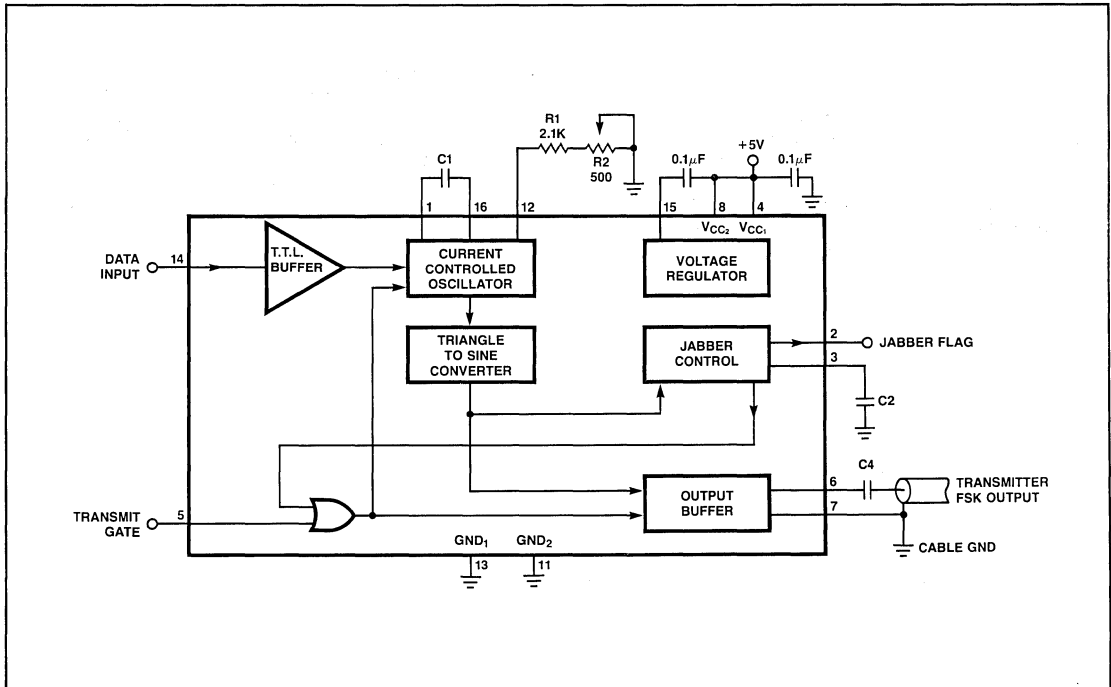 R1
2.1K
R2
500
C1
+5V
0.1μF
0.1μF
1
16
12
15
8
4
VCC2
VCC1
DATA
INPUT
14
T.T.L.
BUFFER
CURRENT
CONTROLLED
OSCILLATOR
VOLTAGE
REGULATOR
TRIANGLE
TO SINE
CONVERTER
JABBER
CONTROL
2
JABBER FLAG
3
C2
TRANSMIT
GATE
5
OUTPUT
BUFFER
6
C4
7
TRANSMITTER
FSK OUTPUT
CABLE GND
GND1
GND2
13
11